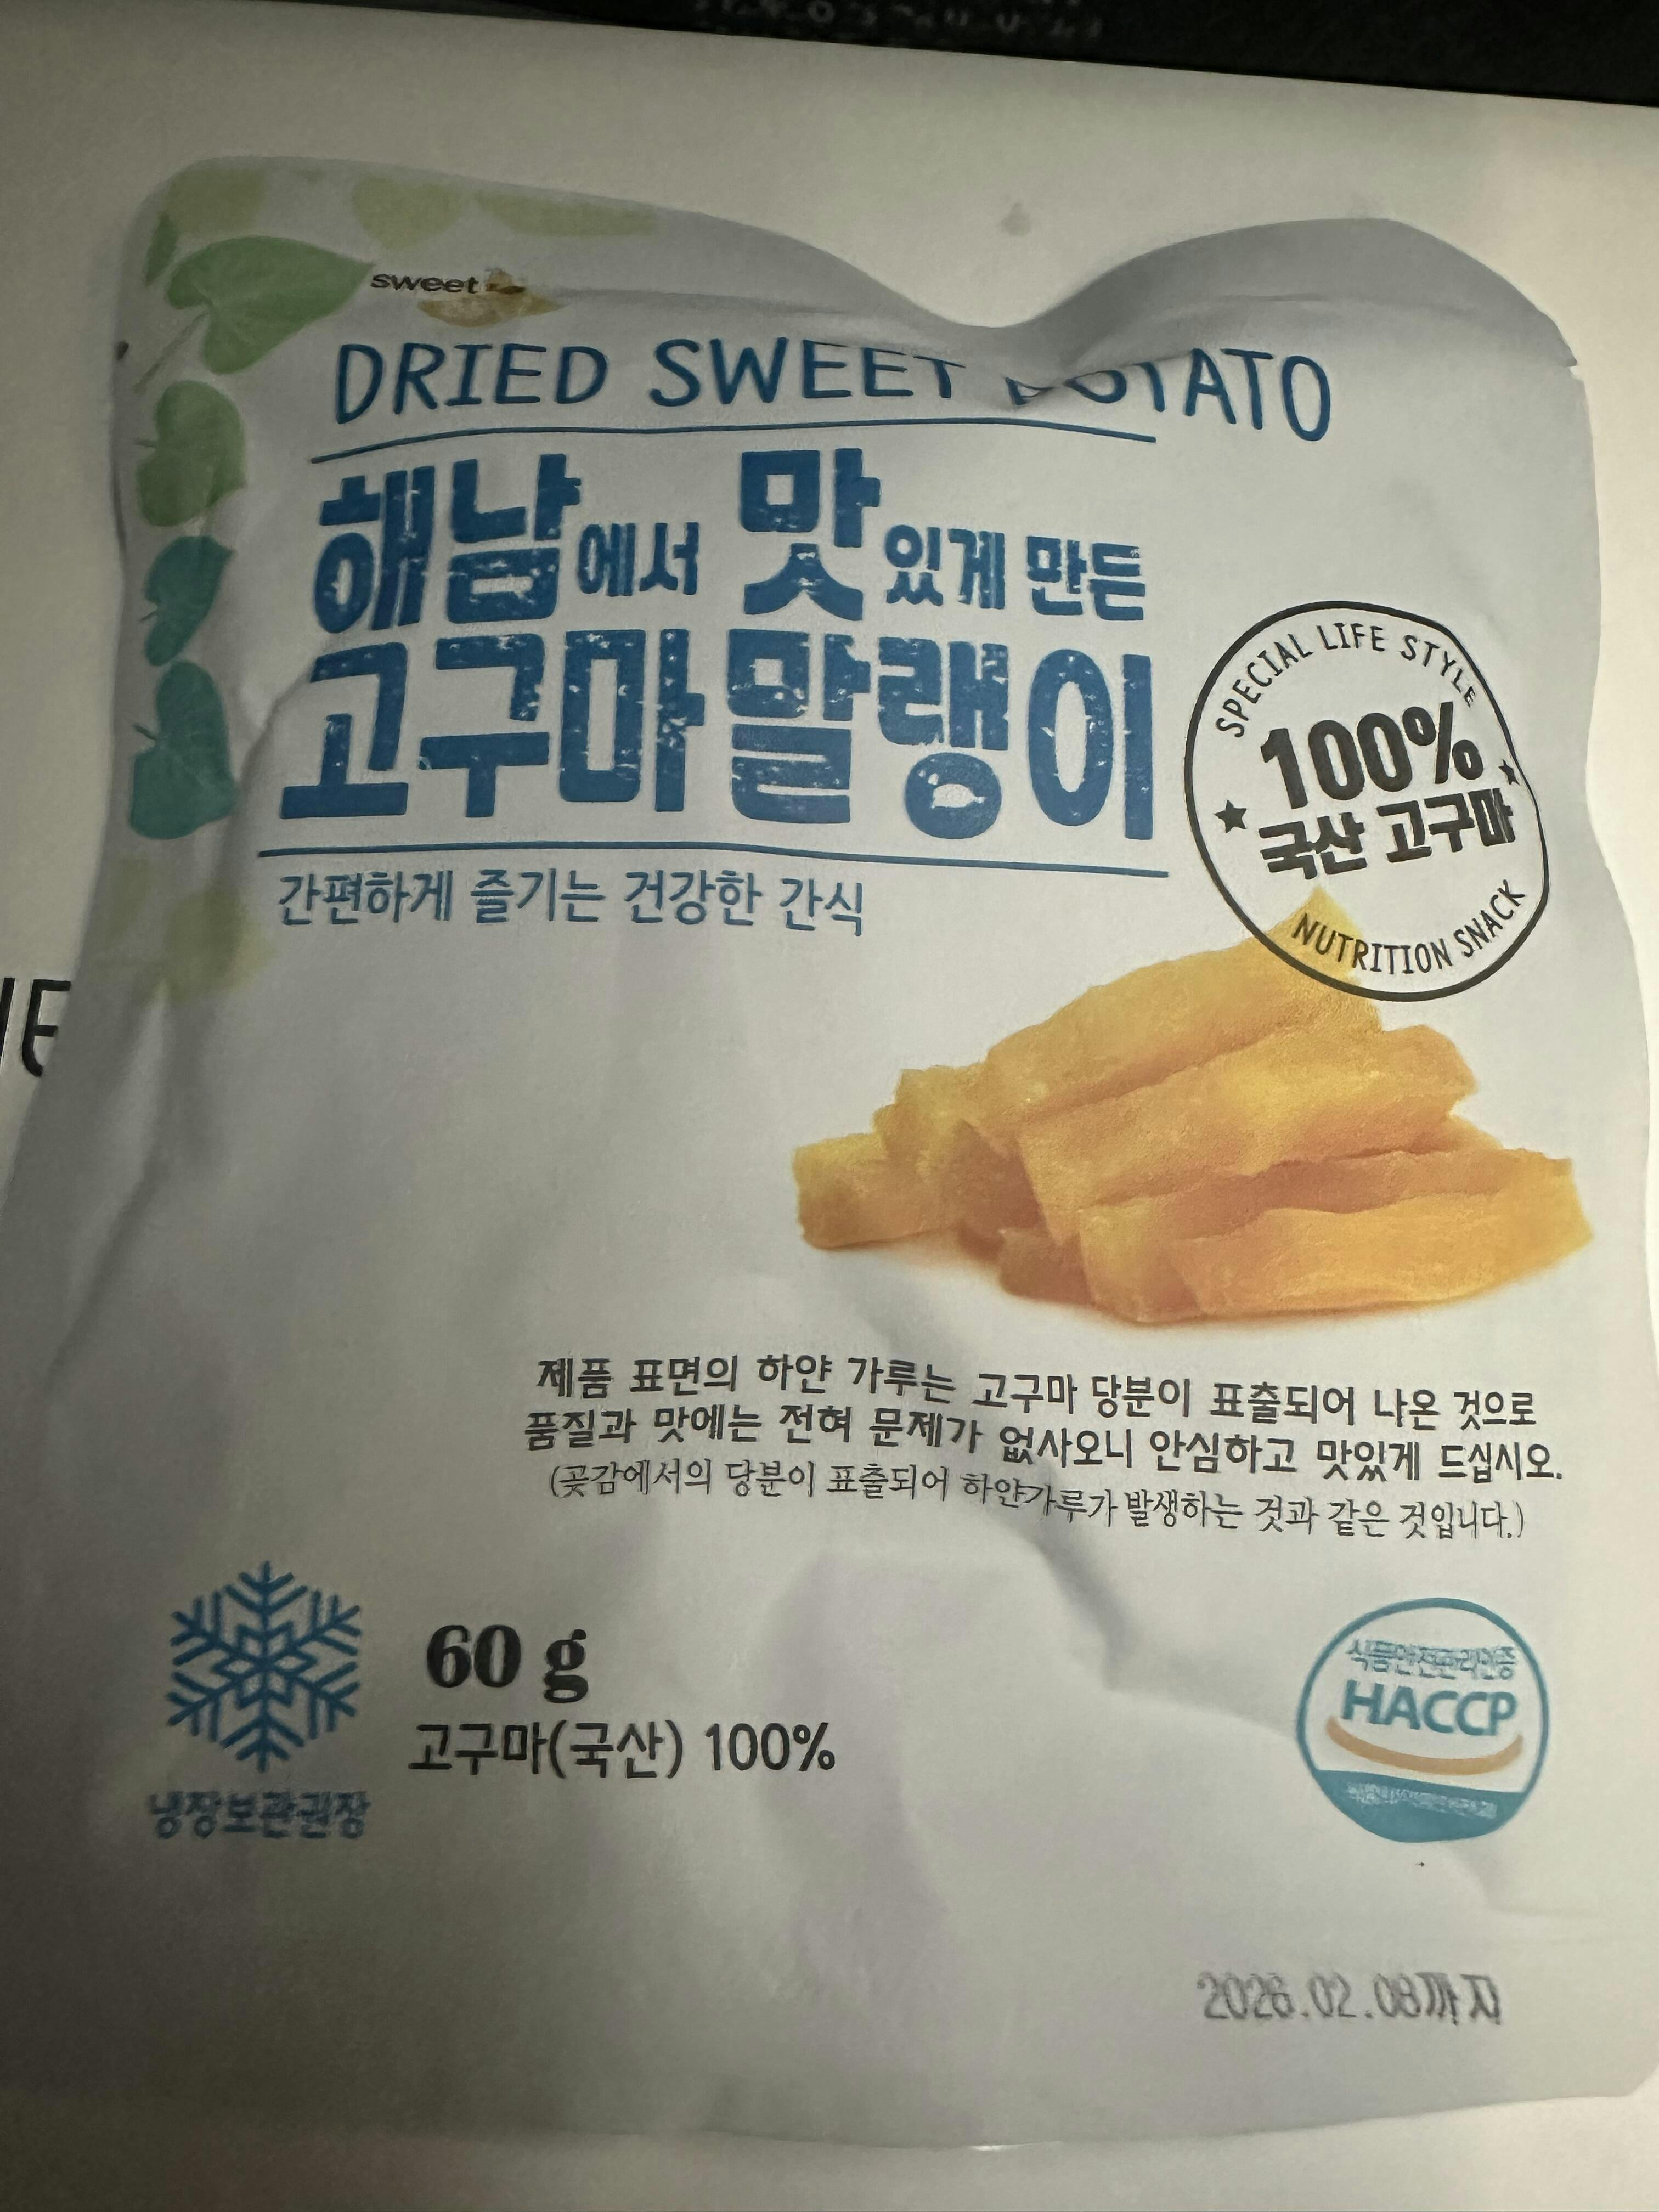 sweet
DRIED SWEET POTATO
해남에서 맛있게 만든
고구마말랭이
간편하게 즐기는 건강한 간식
SPECIAL LIFE STYLE
100%
국산 고구마
NUTRITION SNACK
제품 표면의 하얀 가루는 고구마 당분이 표출되어 나온 것으로
품질과 맛에는 전혀 문제가 없사오니 안심하고 맛있게 드십시오.
(곶감에서의 당분이 표출되어 하얀가루가 발생하는 것과 같은 것입니다.)
60 g
고구마(국산) 100%
냉장보관권장
식품안전관리인증
HACCP
2026.02.08까지